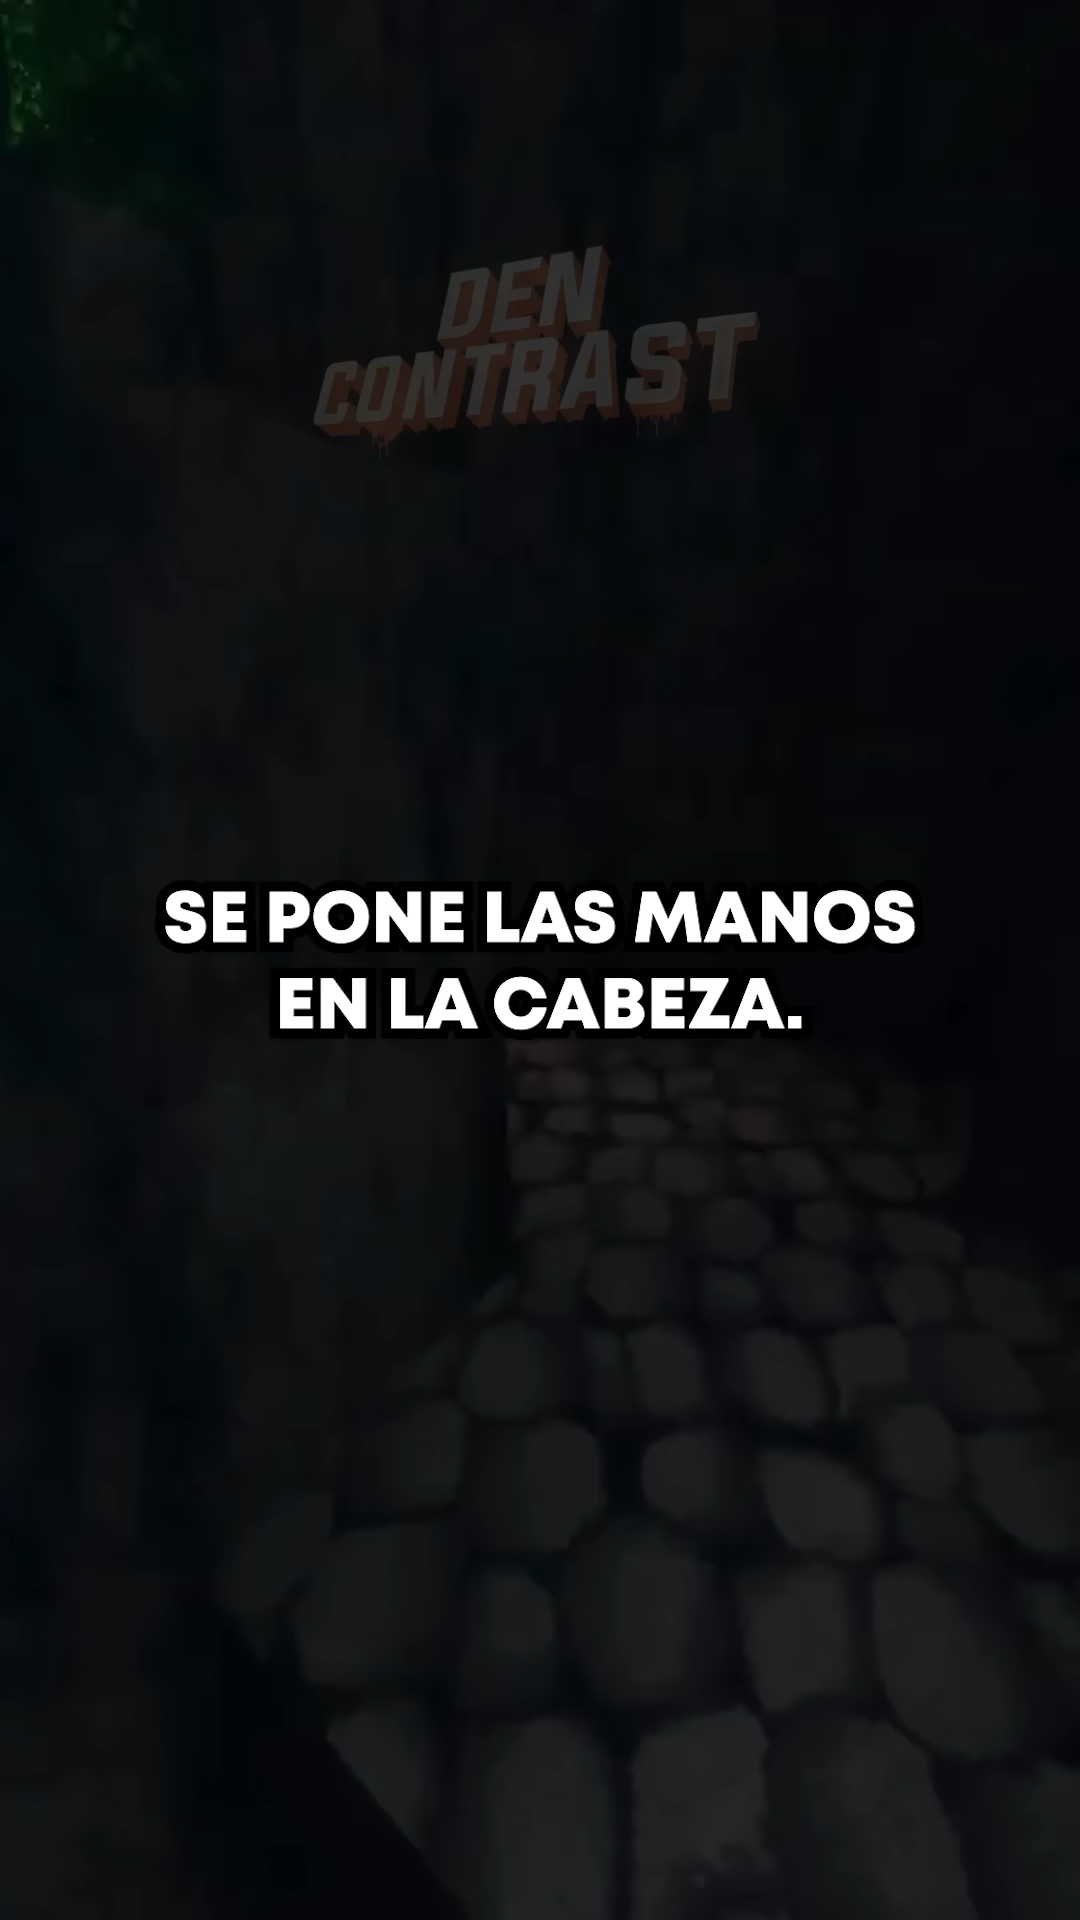 DEN
CONTRAST
SE PONE LAS MANOS
EN LA CABEZA.